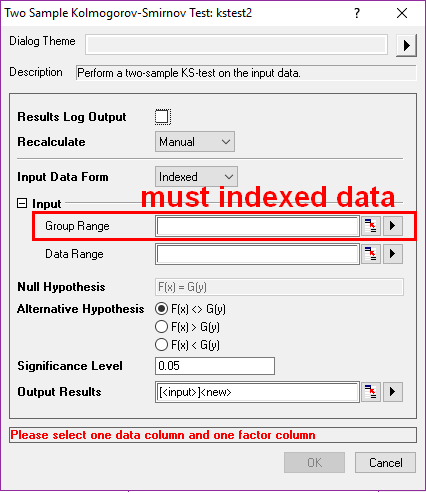 Two Sample Kolmogorov-Smirnov Test: kstest2
Dialog Theme
Description Perform a two-sample KS-test on the input data.
Results Log Output
Recalculate Manual
Input Data Form Indexed
must indexed data
Input
Group Range
Data Range
Null Hypothesis F(x) = G(y)
Alternative Hypothesis F(x) <> G(y)
F(x) > G(y)
F(x) < G(y)
Significance Level 0.05
Output Results [<input>]<new>
Please select one data column and one factor column
OK Cancel